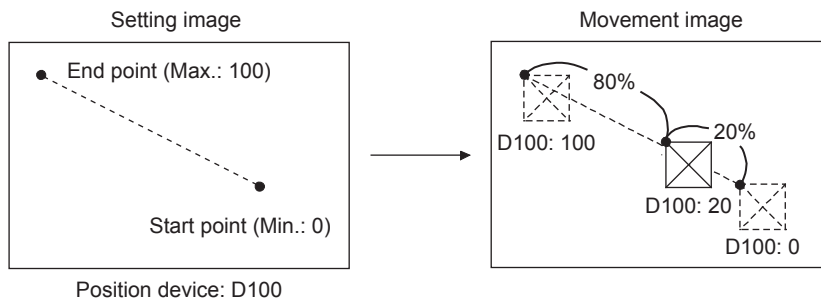 Setting image
End point (Max.: 100)
Start point (Min.: 0)
Position device: D100
Movement image
80%
20%
D100: 100
D100: 20
D100: 0